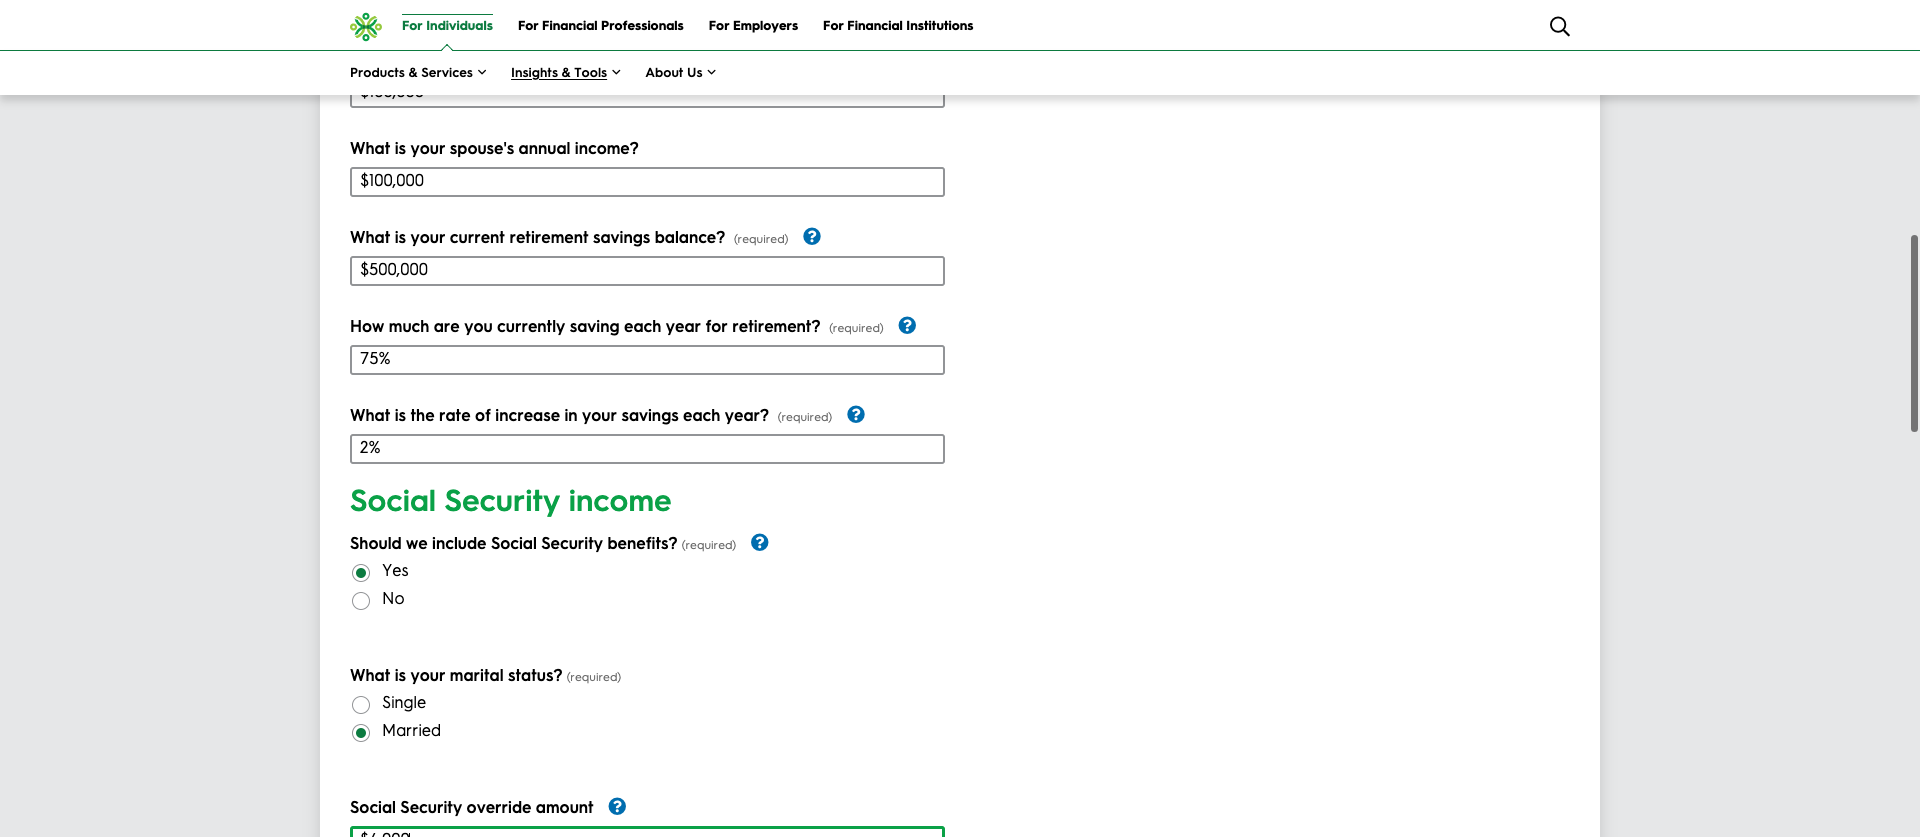 For Individuals For Financial Professionals For Employers For Financial Institutions
Products & Services Insights & Tools About Us
What is your spouse's annual income?
$100,000
What is your current retirement savings balance? (required) ?
$500,000
How much are you currently saving each year for retirement? (required) ?
75%
What is the rate of increase in your savings each year? (required) ?
2%
Social Security income
Should we include Social Security benefits? (required) ?
Yes
No
What is your marital status? (required)
Single
Married
Social Security override amount ?